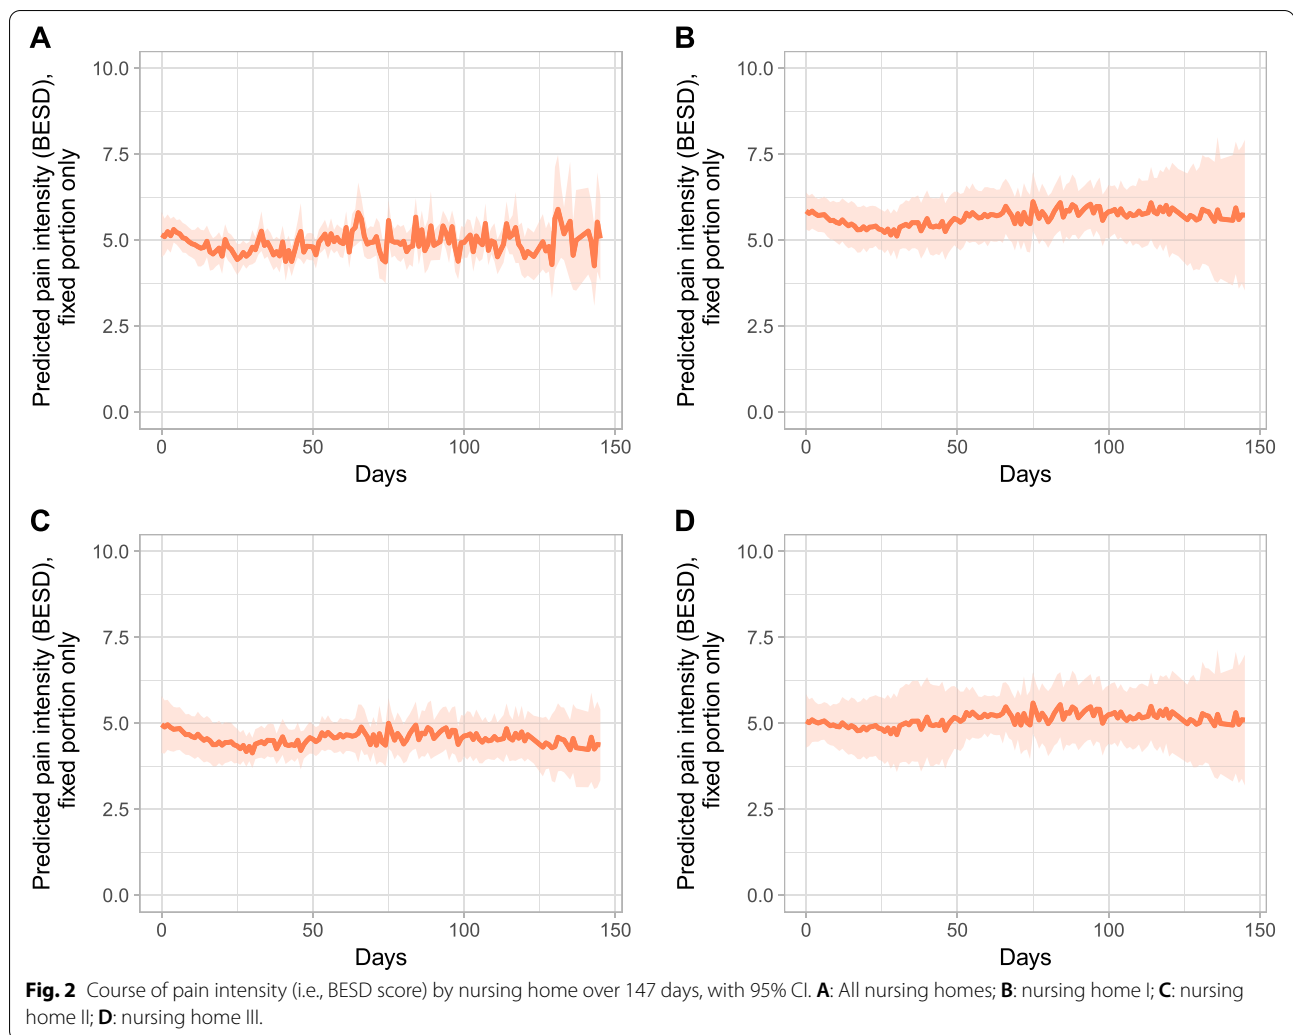 A
Predicted pain intensity (BESD),
fixed portion only
10.0
7.5
5.0
2.5
0.0
0 50 100 150
Days
B
Predicted pain intensity (BESD),
fixed portion only
10.0
7.5
5.0
2.5
0.0
0 50 100 150
Days
C
Predicted pain intensity (BESD),
fixed portion only
10.0
7.5
5.0
2.5
0.0
0 50 100 150
Days
D
Predicted pain intensity (BESD),
fixed portion only
10.0
7.5
5.0
2.5
0.0
0 50 100 150
Days
Fig. 2 Course of pain intensity (i.e., BESD score) by nursing home over 147 days, with 95% CI. A: All nursing homes; B: nursing home I; C: nursing
home II; D: nursing home III.